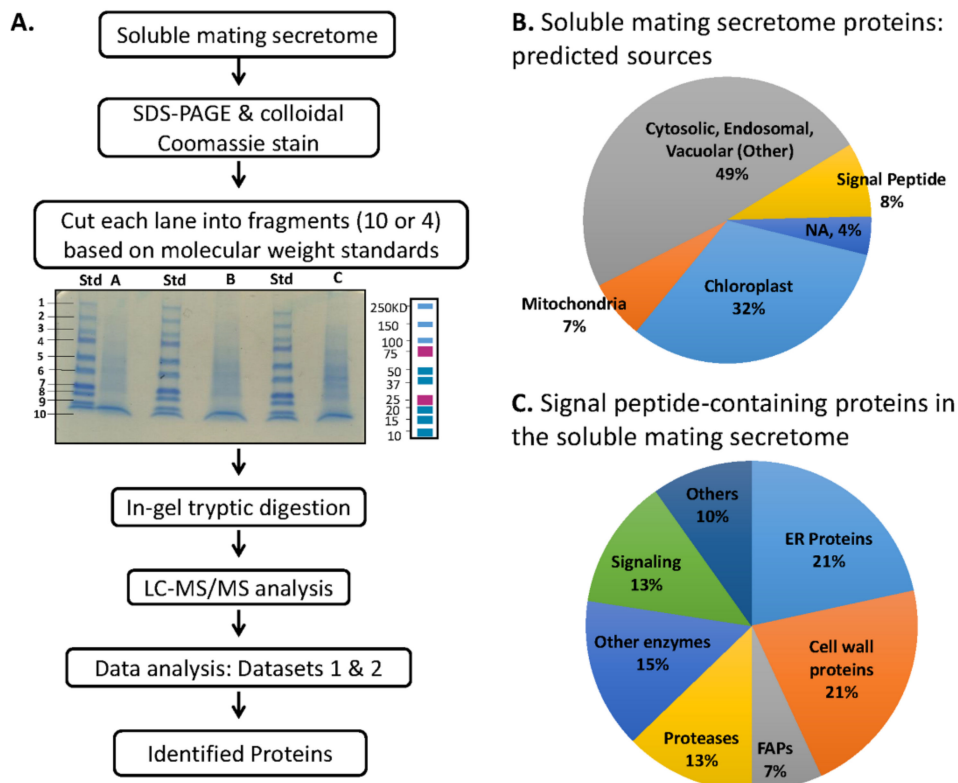 A.
Soluble mating secretome
SDS-PAGE & colloidal
Coomassie stain
Cut each lane into fragments (10 or 4)
based on molecular weight standards
Std A Std B Std C
1
2
3
4
5
6
7
8
9
10
250KD
150
100
75
50
37
25
20
15
10
In-gel tryptic digestion
LC-MS/MS analysis
Data analysis: Datasets 1 & 2
Identified Proteins
B. Soluble mating secretome proteins:
predicted sources
Cytosolic, Endosomal,
Vacuolar (Other)
49%
Signal Peptide
8%
NA, 4%
Chloroplast
32%
Mitochondria
7%
C. Signal peptide-containing proteins in
the soluble mating secretome
Others
10%
ER Proteins
21%
Signaling
13%
Other enzymes
15%
Cell wall
proteins
21%
Proteases
13%
FAPs
7%